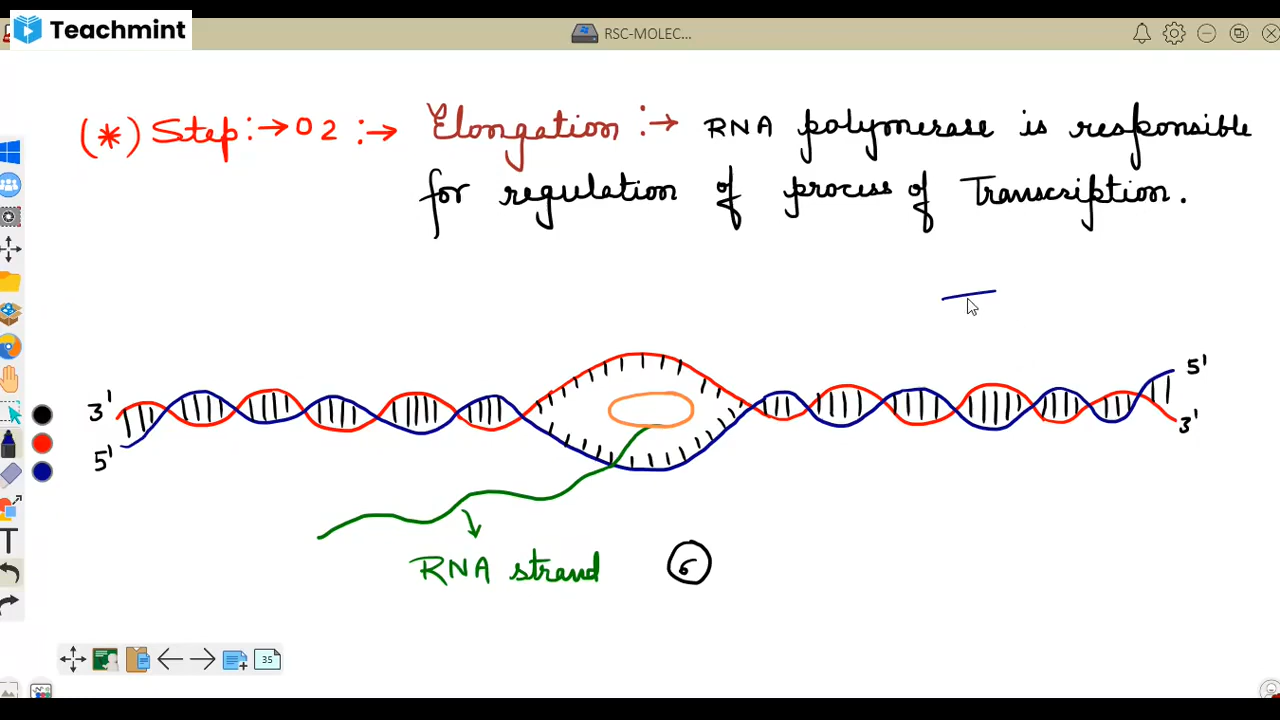 Teachmint
RSC-MOLEC...
(*) Step :→ 02 :→ Elongation :→ RNA polymerase is responsible
for regulation of process of Transcription.
3' 5'
5' 3'
RNA strand 6
T
35